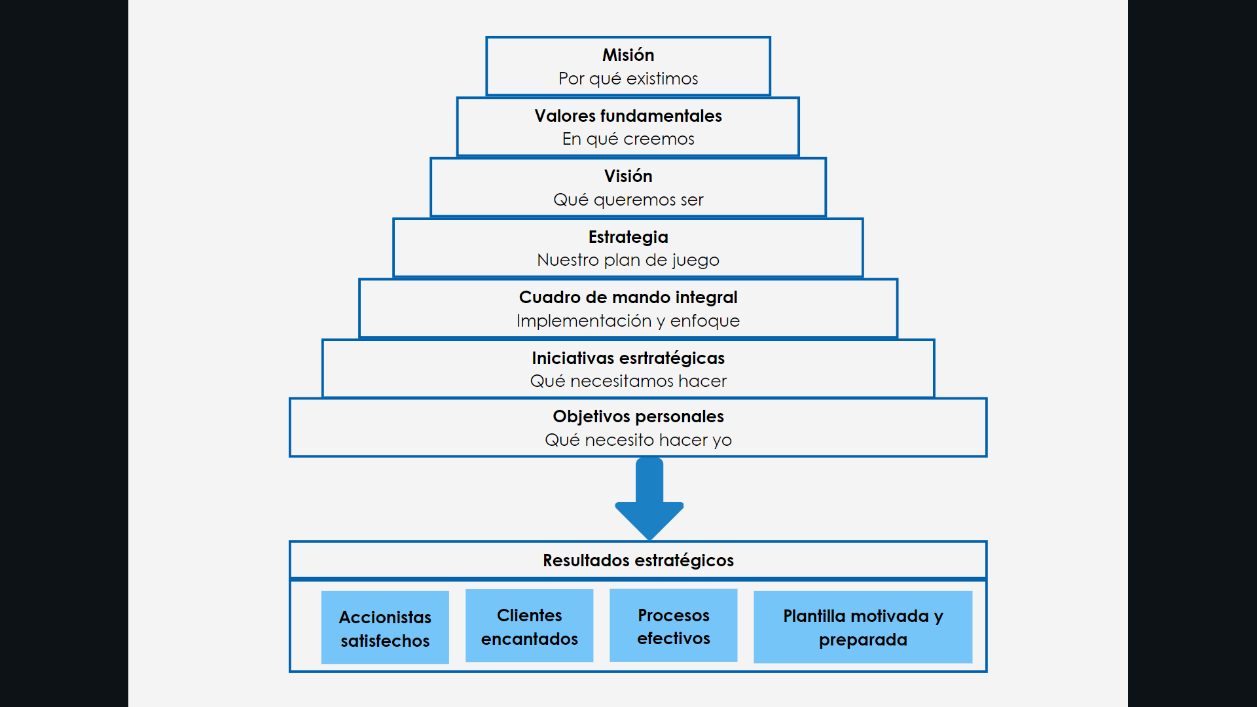 Misión
Por qué existimos
Valores fundamentales
En qué creemos
Visión
Qué queremos ser
Estrategia
Nuestro plan de juego
Cuadro de mando integral
Implementación y enfoque
Iniciativas esrtratégicas
Qué necesitamos hacer
Objetivos personales
Qué necesito hacer yo
Resultados estratégicos
Accionistas
satisfechos
Clientes
encantados
Procesos
efectivos
Plantilla motivada y
preparada